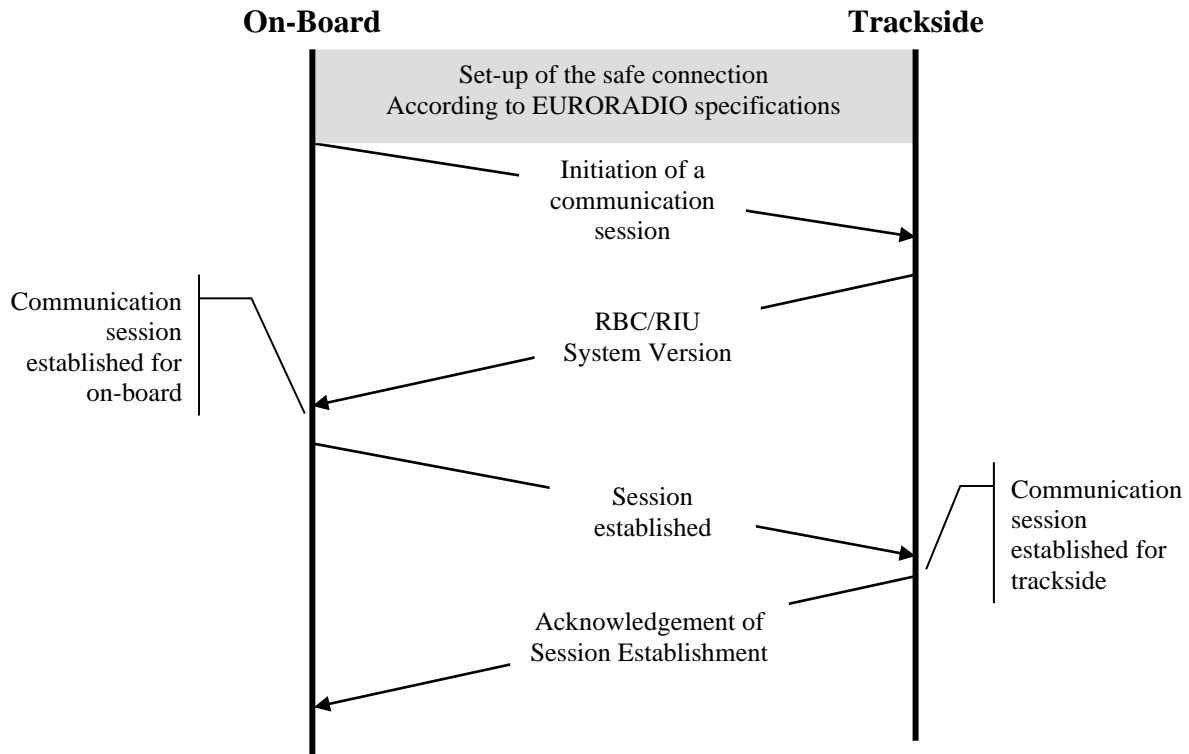 On-Board
Trackside
Set-up of the safe connection
According to EURORADIO specifications
Initiation of a
communication
session
Communication
session
established for
on-board
RBC/RIU
System Version
Session
established
Communication
session
established for
trackside
Acknowledgement of
Session Establishment